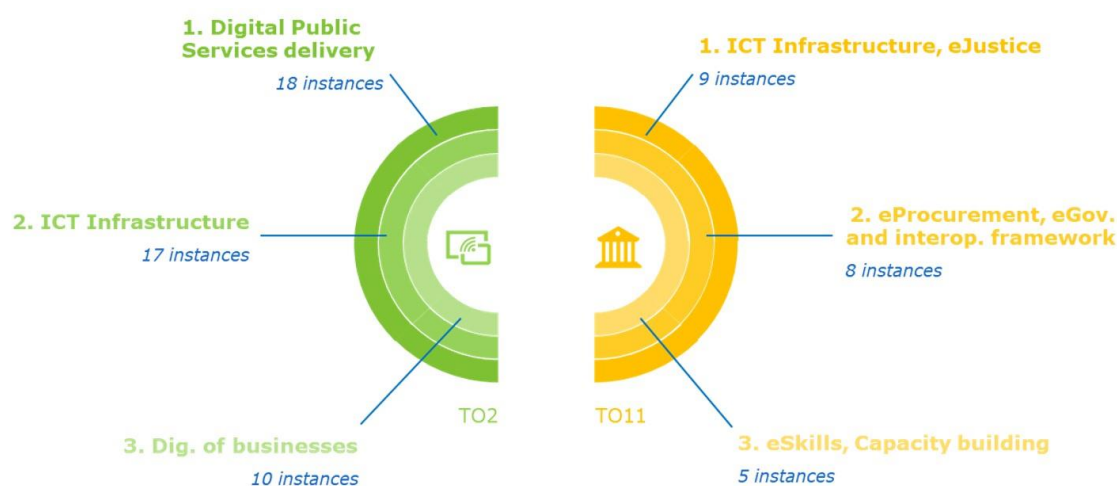 1. Digital Public
Services delivery
18 instances
2. ICT Infrastructure
17 instances
3. Dig. of businesses
10 instances
TO2
1. ICT Infrastructure, eJustice
9 instances
2. eProcurement, eGov.
and interop. framework
8 instances
3. eSkills, Capacity building
5 instances
TO11